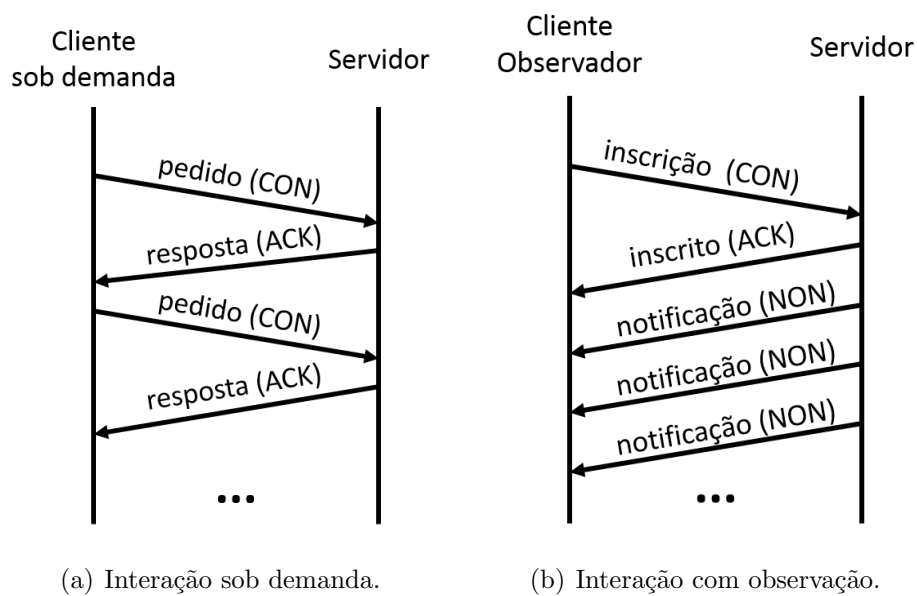 Cliente
sob demanda
Servidor
pedido (CON)
resposta (ACK)
pedido (CON)
resposta (ACK)
...
(a) Interação sob demanda.
Cliente
Observador
Servidor
inscrição (CON)
inscrito (ACK)
notificação (NON)
notificação (NON)
notificação (NON)
...
(b) Interação com observação.